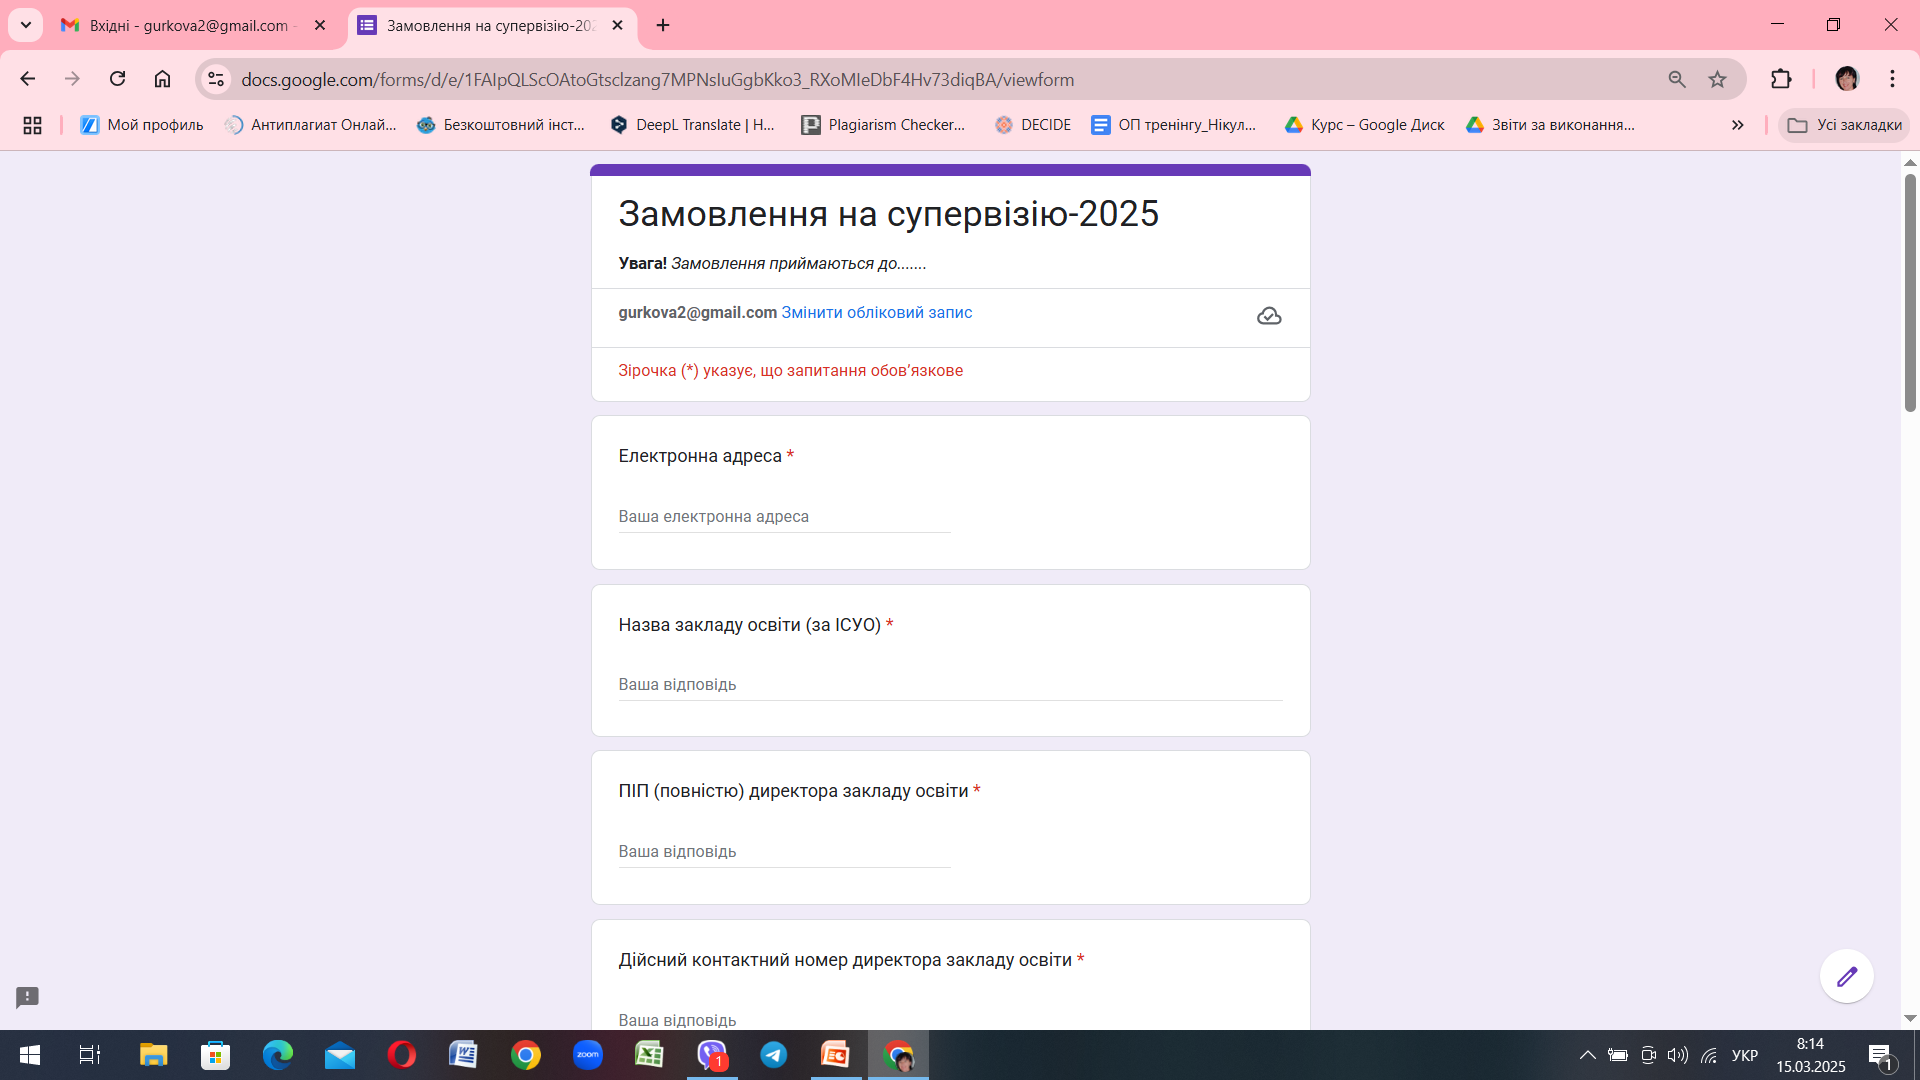 Вхідні - gurkova2@gmail.com -
Замовлення на супервізію-202
docs.google.com/forms/d/e/1FAIpQLScOAtoGtsclzang7MPNsIuGgbKko3_RXoMIeDbF4Hv73diqBA/viewform
Мой профиль
Антиплагиат Онлай...
Безкоштовний інст...
DeepL Translate | Н...
Plagiarism Checker...
DECIDE
ОП тренінгу_Нікул...
Курс – Google Диск
Звіти за виконання...
Усі закладки
Замовлення на супервізію-2025
Увага! Замовлення приймаються до.......
gurkova2@gmail.com Змінити обліковий запис
Зірочка (*) указує, що запитання обов’язкове
Електронна адреса *
Ваша електронна адреса
Назва закладу освіти (за ІСУО) *
Ваша відповідь
ПІП (повністю) директора закладу освіти *
Ваша відповідь
Дійсний контактний номер директора закладу освіти *
Ваша відповідь
zoom
1
УКР
8:14
15.03.2025
1